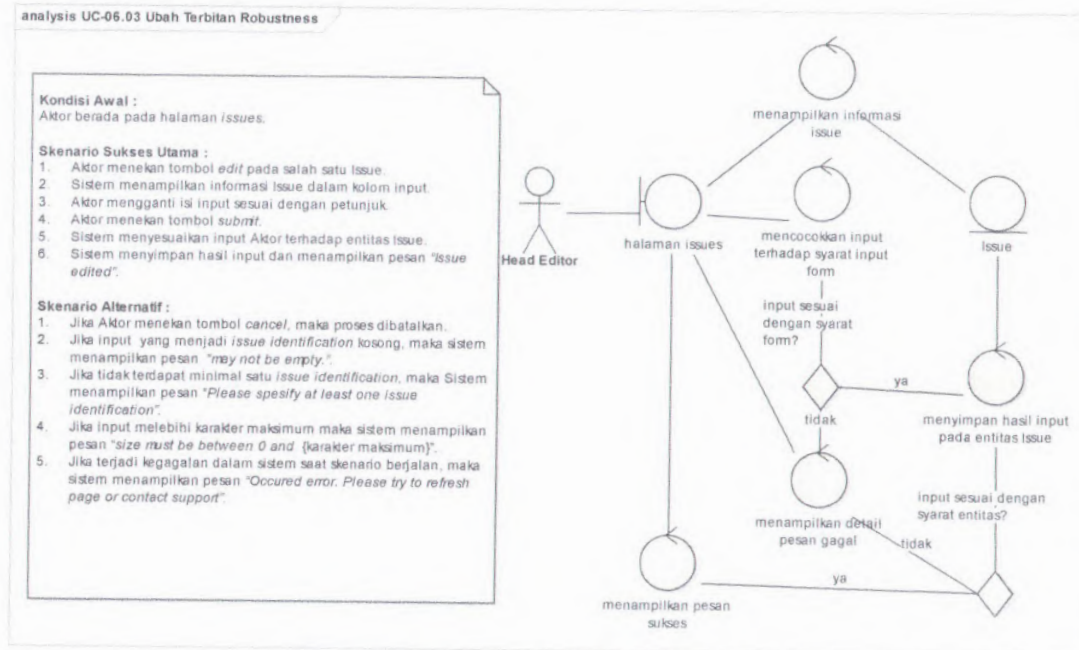 analysis UC-06.03 Ubah Terbitan Robustness
Kondisi Awal :
Aktor berada pada halaman issues.
Skenario Sukses Utama :
1. Aktor menekan tombol edit pada salah satu Issue.
2. Sistem menampilkan informasi Issue dalam kolom input.
3. Aktor mengganti isi input sesuai dengan petunjuk.
4. Aktor menekan tombol submit.
5. Sistem menyesuaikan input Aktor terhadap entitas Issue.
6. Sistem menyimpan hasil input dan menampilkan pesan "Issue
edited".
Skenario Alternatif :
1. Jika Aktor menekan tombol cancel, maka proses dibatalkan.
2. Jika input yang menjadi issue identification kosong, maka sistem
menampilkan pesan "may not be empty.".
3. Jika tidak terdapat minimal satu issue identification, maka Sistem
menampilkan pesan "Please spesify at least one issue
identification".
4. Jika input melebihi karakter maksimum maka sistem menampilkan
pesan "size must be between 0 and {karakter maksimum}".
5. Jika terjadi kegagalan dalam sistem saat skenario berjalan, maka
sistem menampilkan pesan "Occured error. Please try to refresh
page or contact support".
Head Editor
halaman issues
menampilkan informasi
issue
mencocokkan input
terhadap syarat input
form
Issue
input sesuai
dengan syarat
form?
ya
tidak
menyimpan hasil input
pada entitas Issue
menampilkan detail
pesan gagal
input sesuai dengan
syarat entitas?
tidak
ya
menampilkan pesan
sukses